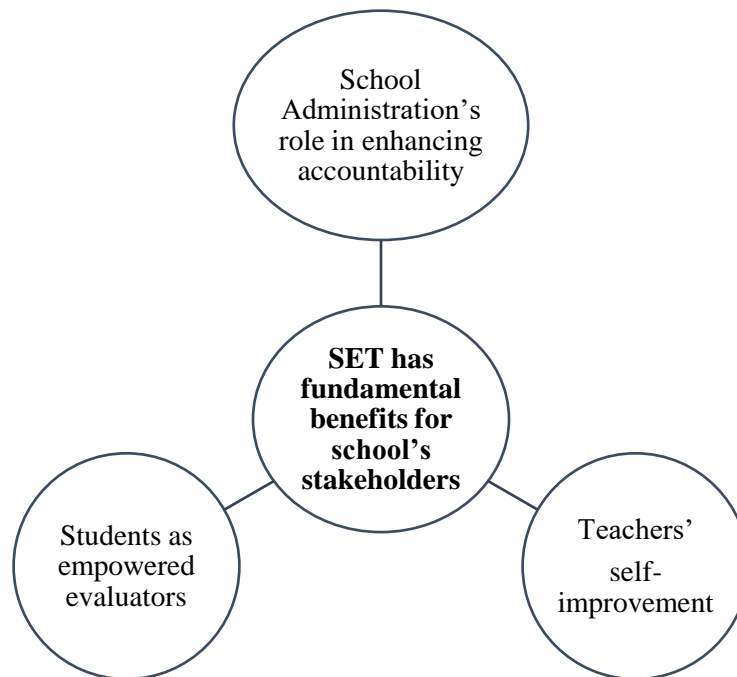 School
Administration’s
role in enhancing
accountability
SET has
fundamental
benefits for
school’s
stakeholders
Students as
empowered
evaluators
Teachers’
self-
improvement